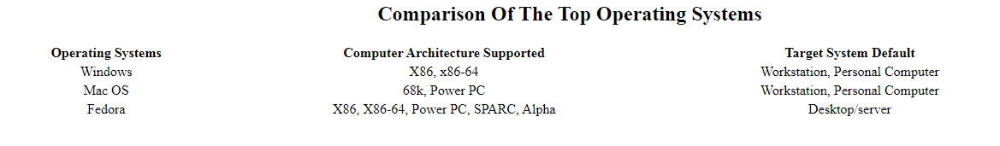 Comparison Of The Top Operating Systems
Operating Systems Computer Architecture Supported Target System Default
Windows X86, x86-64 Workstation, Personal Computer
Mac OS 68k, Power PC Workstation, Personal Computer
Fedora X86, X86-64, Power PC, SPARC, Alpha Desktop/server